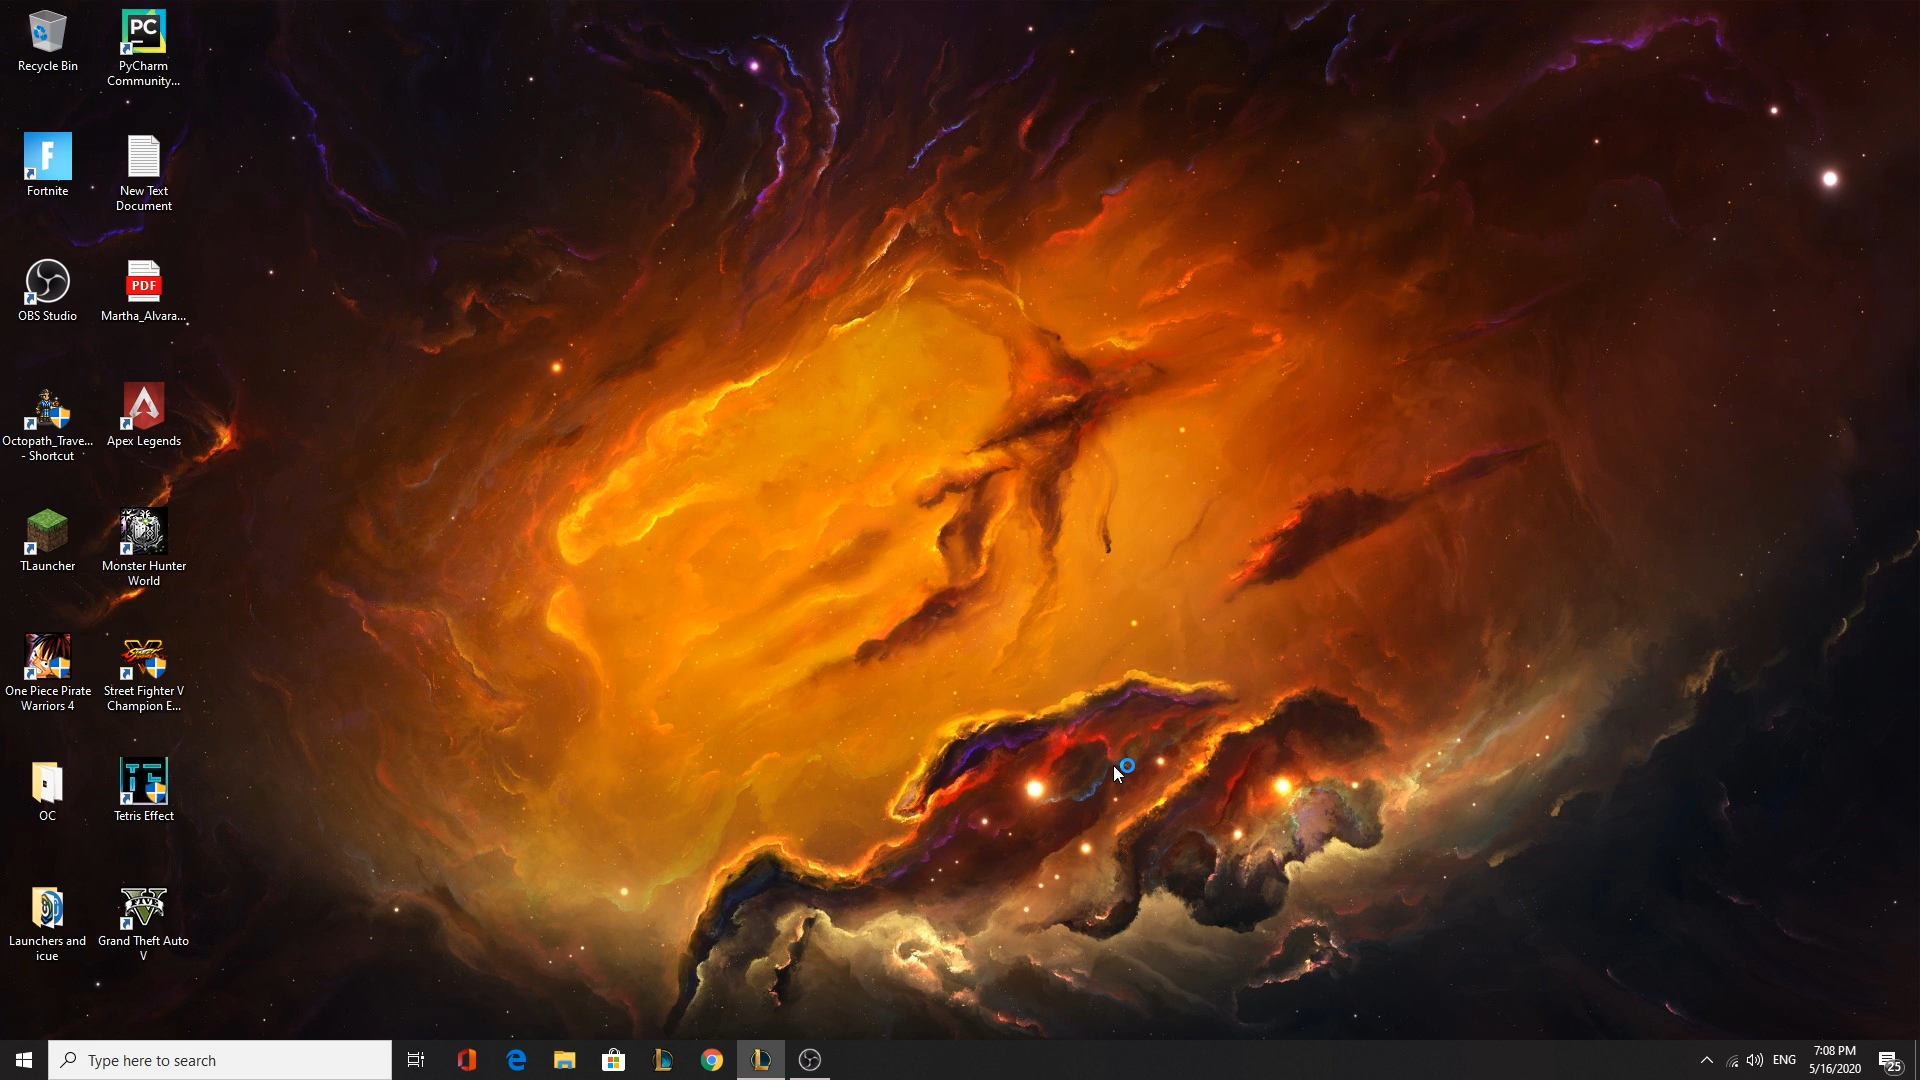 Recycle Bin
PyCharm
Community...
Fortnite
New Text
Document
OBS Studio
PDF
Martha_Alvara...
Octopath_Trave...
- Shortcut
Apex Legends
TLauncher
Monster Hunter
World
One Piece Pirate
Warriors 4
Street Fighter V
Champion E...
OC
Tetris Effect
Launchers and
icue
Grand Theft Auto
V
Type here to search
ENG
7:08 PM
5/16/2020
25
PC
F
FIVE